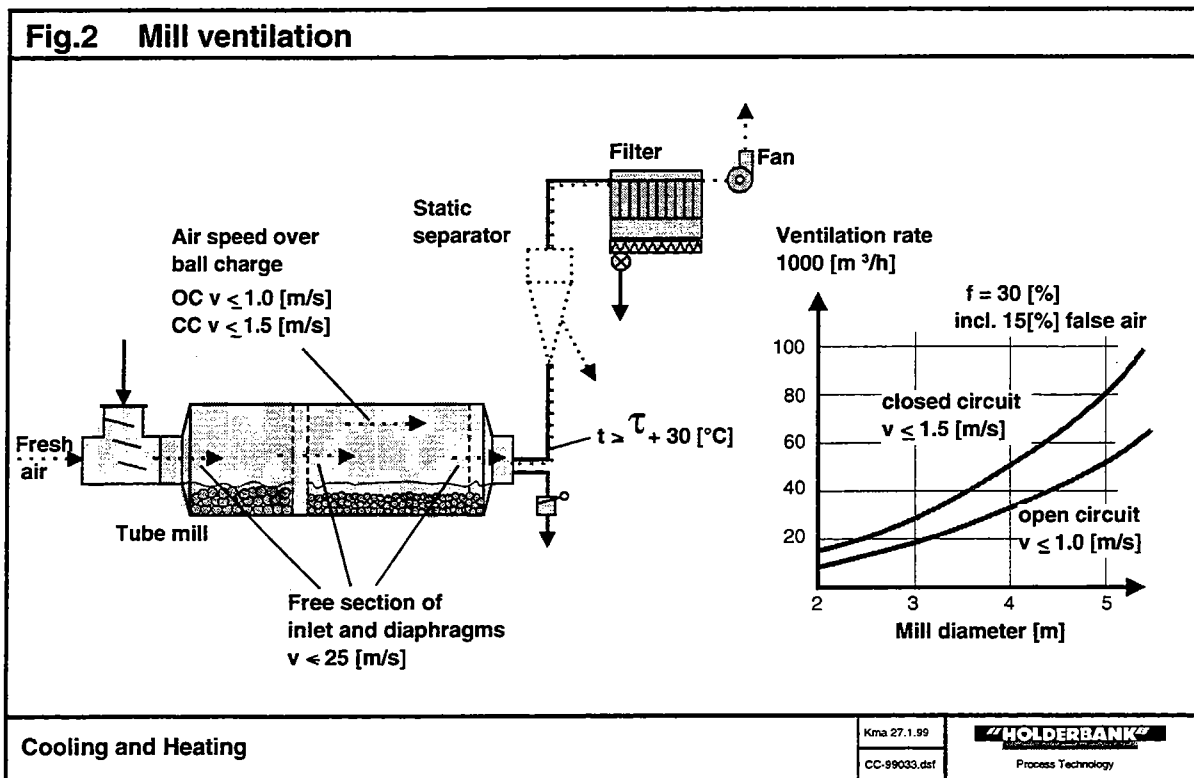 Fig.2 Mill ventilation
Filter
Fan
Static
separator
Air speed over
ball charge
OC v ≤ 1.0 [m/s]
CC v ≤ 1.5 [m/s]
Fresh
air
Tube mill
t ≥ τ + 30 [°C]
Free section of
inlet and diaphragms
v < 25 [m/s]
Ventilation rate
1000 [m ³/h]
f = 30 [%]
incl. 15[%] false air
100
80
60
40
20
closed circuit
v ≤ 1.5 [m/s]
open circuit
v ≤ 1.0 [m/s]
2 3 4 5
Mill diameter [m]
Cooling and Heating
Kma 27.1.99
CC-99033.dsf
"HOLDERBANK"
Process Technology